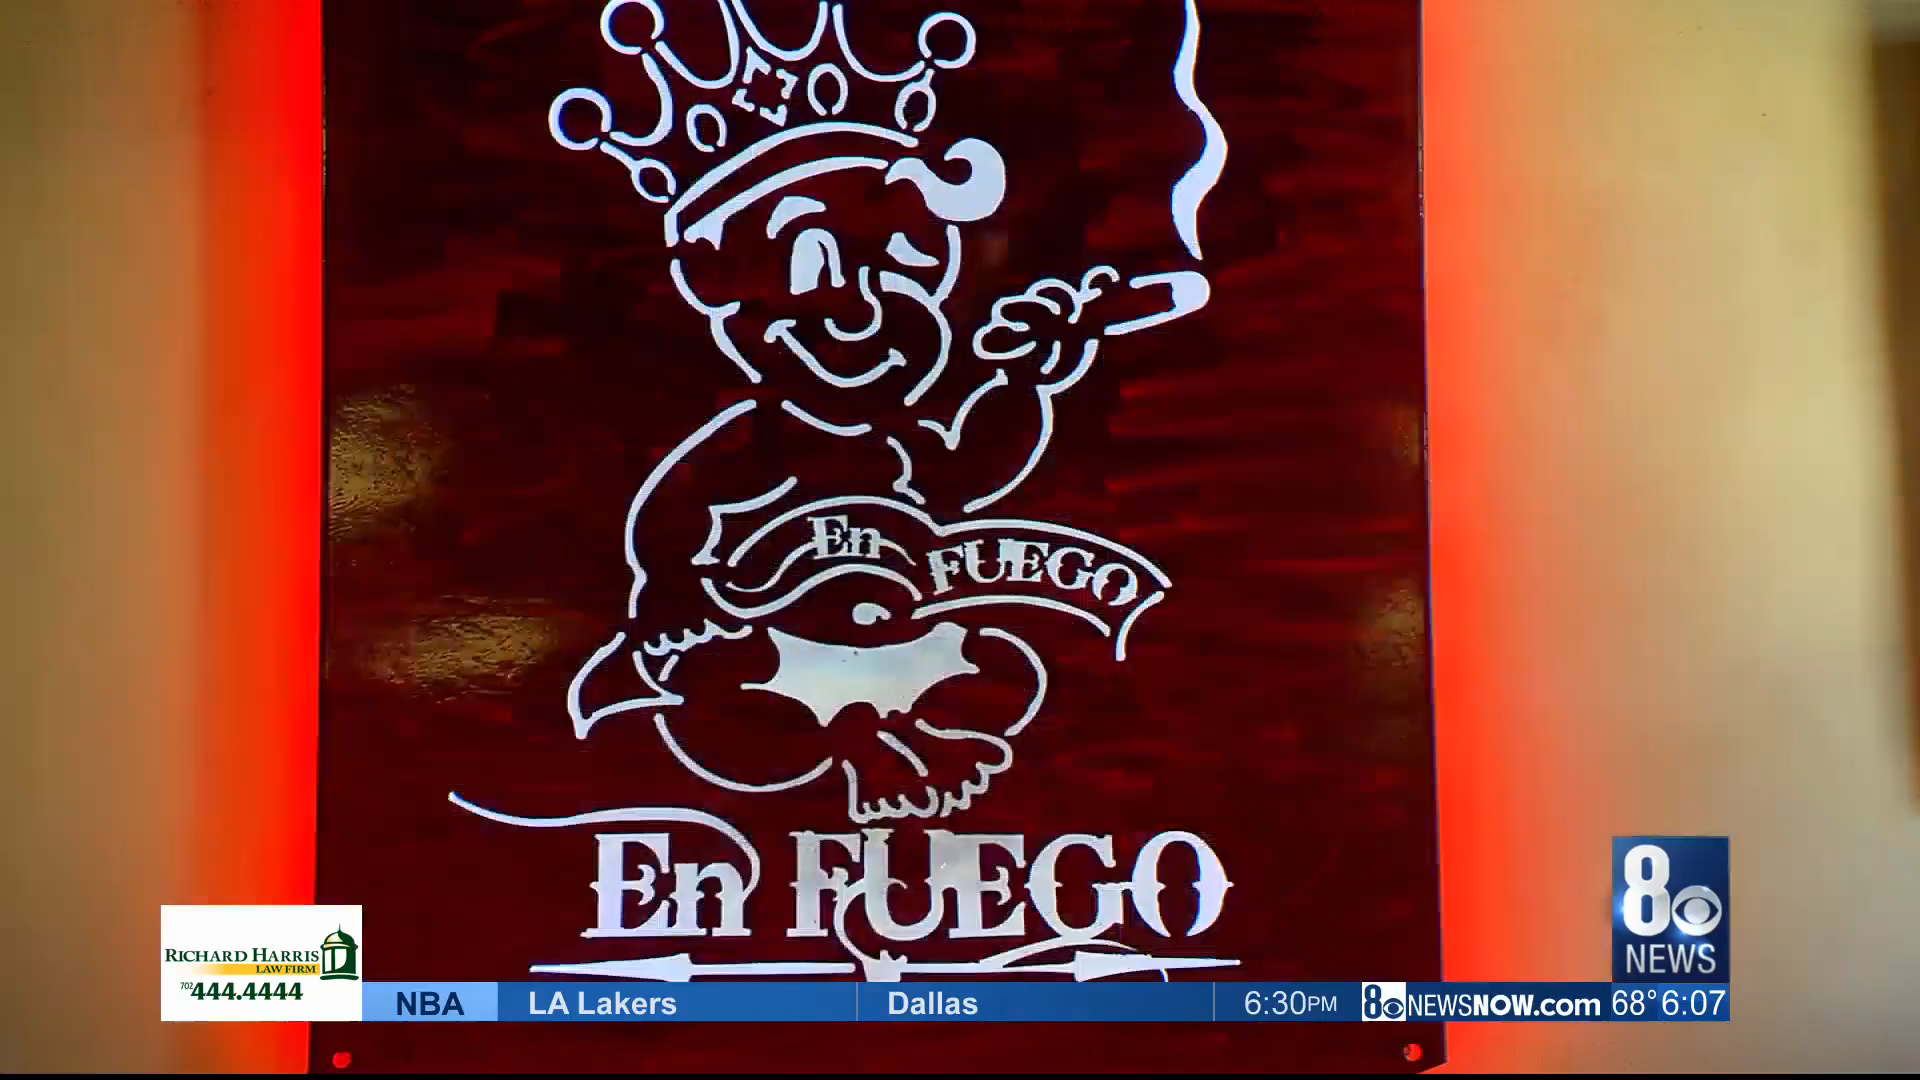 En FUEGO
En FUEGO
8
NEWS
RICHARD HARRIS
LAW FIRM
702 444.4444
NBA LA Lakers Dallas 6:30PM 8 NEWSNOW.com 68° 6:07